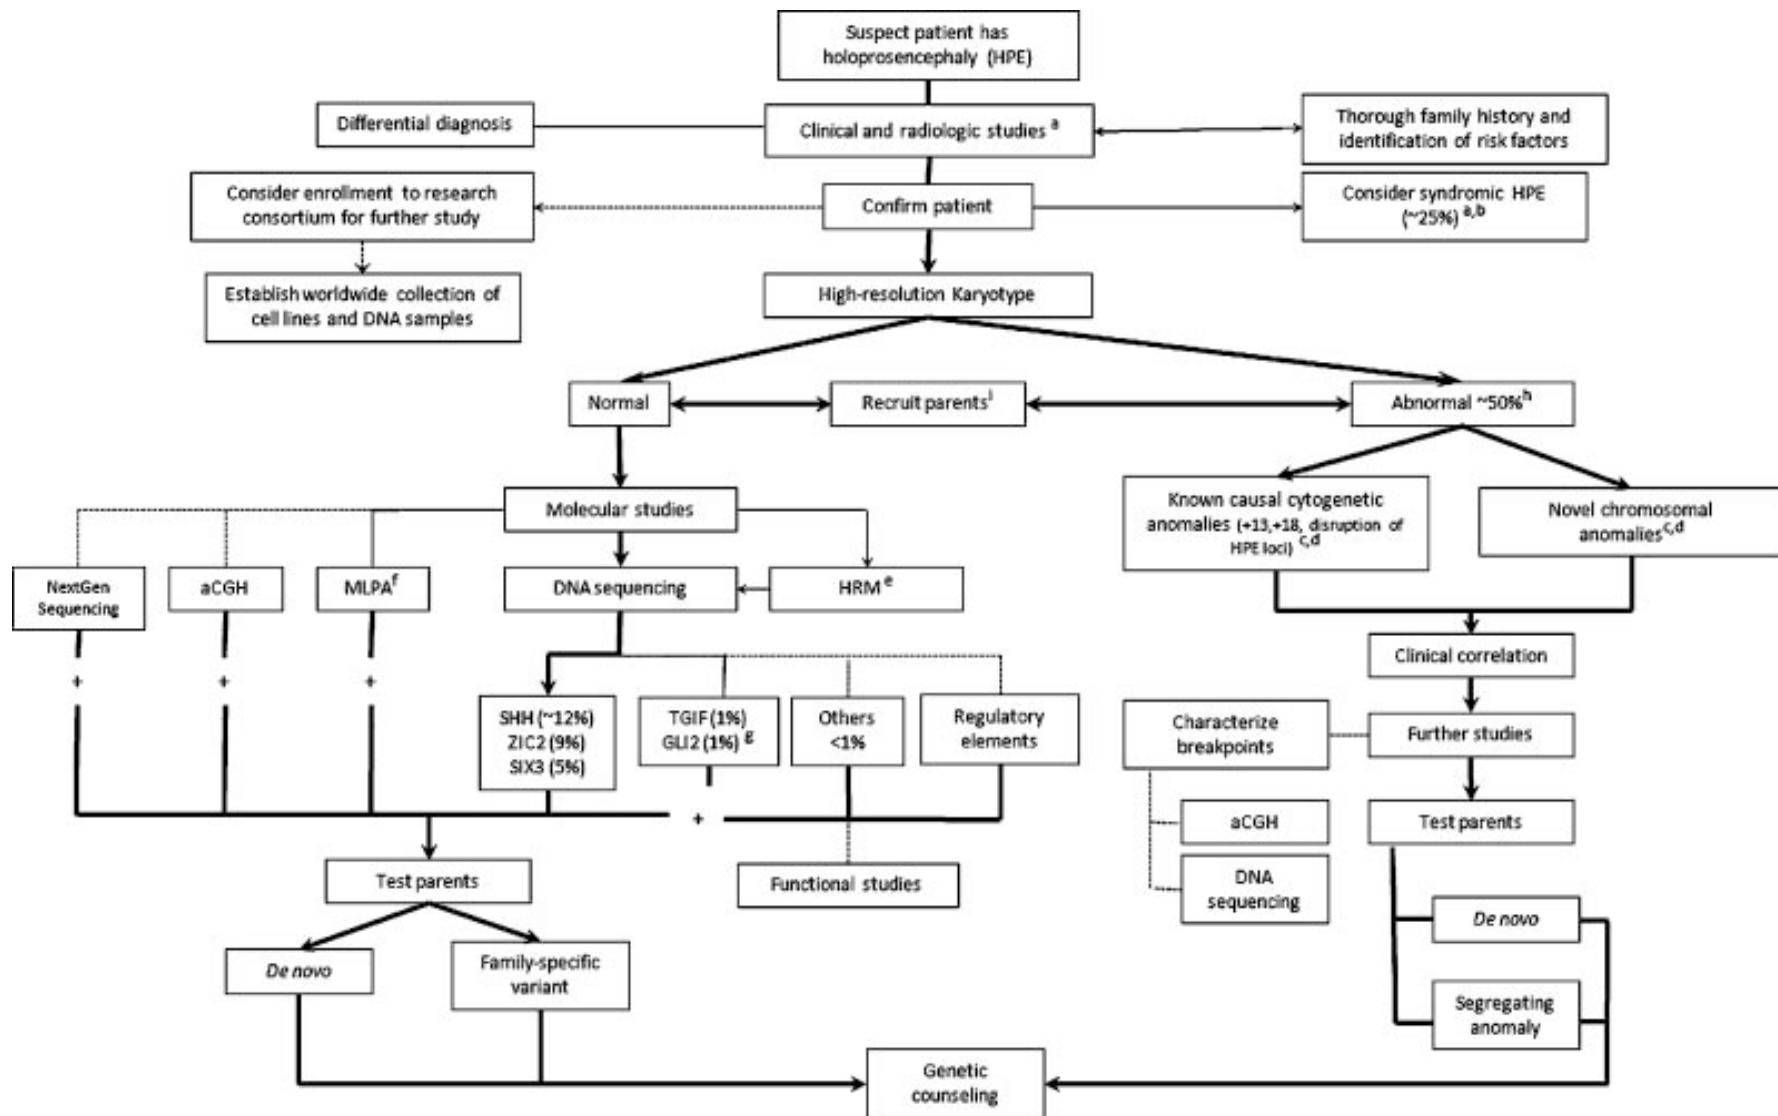 Suspect patient has
holoprosencephaly (HPE)
Differential diagnosis
Clinical and radiologic studies a
Thorough family history and
identification of risk factors
Consider enrollment to research
consortium for further study
Confirm patient
Consider syndromic HPE
(~25%) a,b
Establish worldwide collection of
cell lines and DNA samples
High-resolution Karyotype
Normal
Recruit parents i
Abnormal ~50% h
Molecular studies
Known causal cytogenetic
anomalies (+13,+18, disruption of
HPE loci) c,d
Novel chromosomal
anomalies c,d
NextGen
Sequencing
aCGH
MLPA f
DNA sequencing
HRM e
+
+
+
SHH (~12%)
ZIC2 (9%)
SIX3 (5%)
TGIF (1%)
GLI2 (1%) g
Others
<1%
Regulatory
elements
Clinical correlation
Characterize
breakpoints
Further studies
+
aCGH
Test parents
Test parents
Functional studies
DNA
sequencing
De novo
Family-specific
variant
De novo
Segregating
anomaly
Genetic
counseling